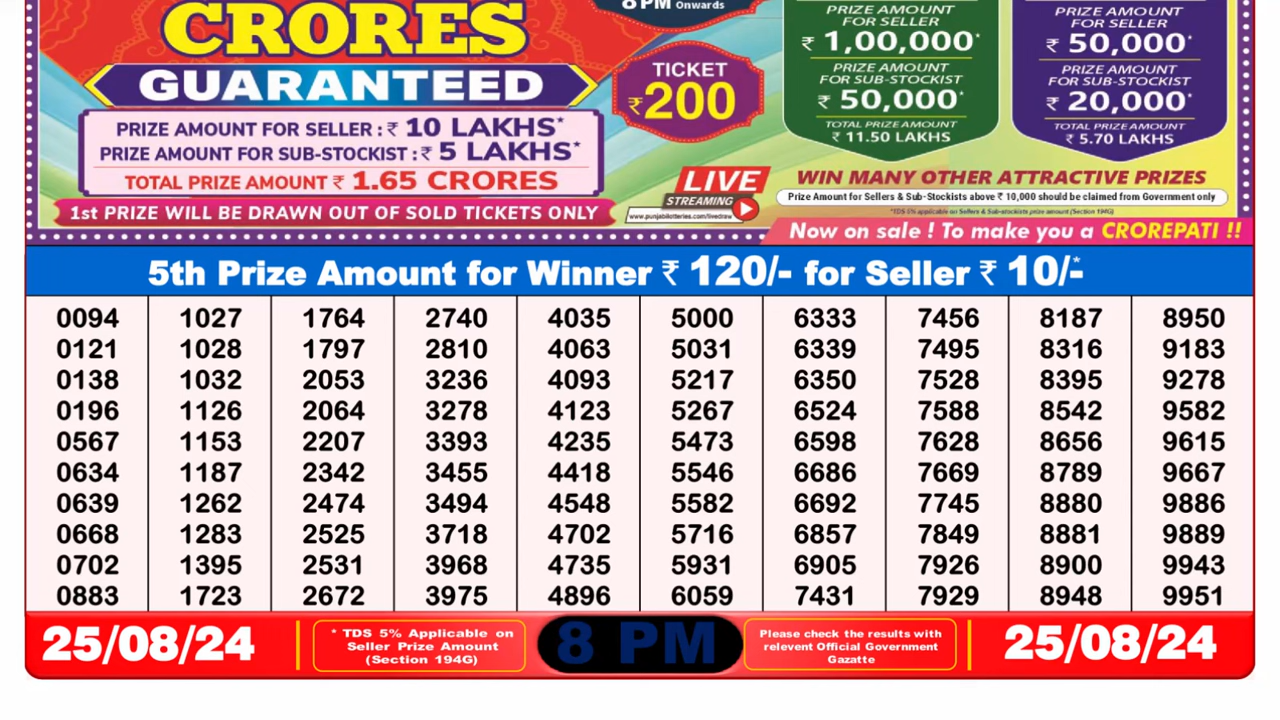 CRORES
GUARANTEED
PRIZE AMOUNT FOR SELLER : ₹ 10 LAKHS*
PRIZE AMOUNT FOR SUB-STOCKIST : ₹ 5 LAKHS*
TOTAL PRIZE AMOUNT ₹ 1.65 CRORES
1st PRIZE WILL BE DRAWN OUT OF SOLD TICKETS ONLY
8 PM Onwards
TICKET
₹200
LIVE
STREAMING
www.punjablotteries.com/livedraw
PRIZE AMOUNT
FOR SELLER
₹ 1,00,000*
PRIZE AMOUNT
FOR SUB-STOCKIST
₹ 50,000*
TOTAL PRIZE AMOUNT
₹ 11.50 LAKHS
PRIZE AMOUNT
FOR SELLER
₹ 50,000*
PRIZE AMOUNT
FOR SUB-STOCKIST
₹ 20,000*
TOTAL PRIZE AMOUNT
₹ 5.70 LAKHS
WIN MANY OTHER ATTRACTIVE PRIZES
Prize Amount for Sellers & Sub-Stockists above ₹ 10,000 should be claimed from Government only
*TDS 5% applicable on Sellers & Sub-stockists prize amount (Section 194G)
Now on sale ! To make you a CROREPATI !!
5th Prize Amount for Winner ₹ 120/- for Seller ₹ 10/-*
0094 1027 1764 2740 4035 5000 6333 7456 8187 8950
0121 1028 1797 2810 4063 5031 6339 7495 8316 9183
0138 1032 2053 3236 4093 5217 6350 7528 8395 9278
0196 1126 2064 3278 4123 5267 6524 7588 8542 9582
0567 1153 2207 3393 4235 5473 6598 7628 8656 9615
0634 1187 2342 3455 4418 5546 6686 7669 8789 9667
0639 1262 2474 3494 4548 5582 6692 7745 8880 9886
0668 1283 2525 3718 4702 5716 6857 7849 8881 9889
0702 1395 2531 3968 4735 5931 6905 7926 8900 9943
0883 1723 2672 3975 4896 6059 7431 7929 8948 9951
25/08/24
* TDS 5% Applicable on
Seller Prize Amount
(Section 194G)
8 PM
Please check the results with
relevent Official Government
Gazatte
25/08/24